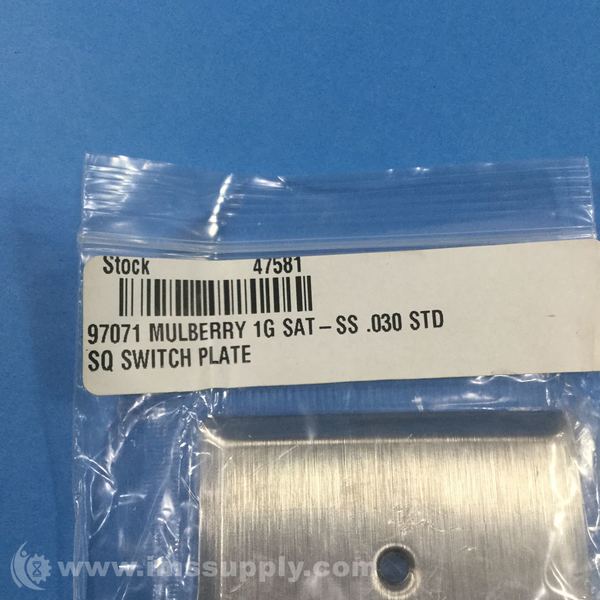 Stock 47581
97071 MULBERRY 1G SAT-SS .030 STD
SQ SWITCH PLATE
www.imssupply.com